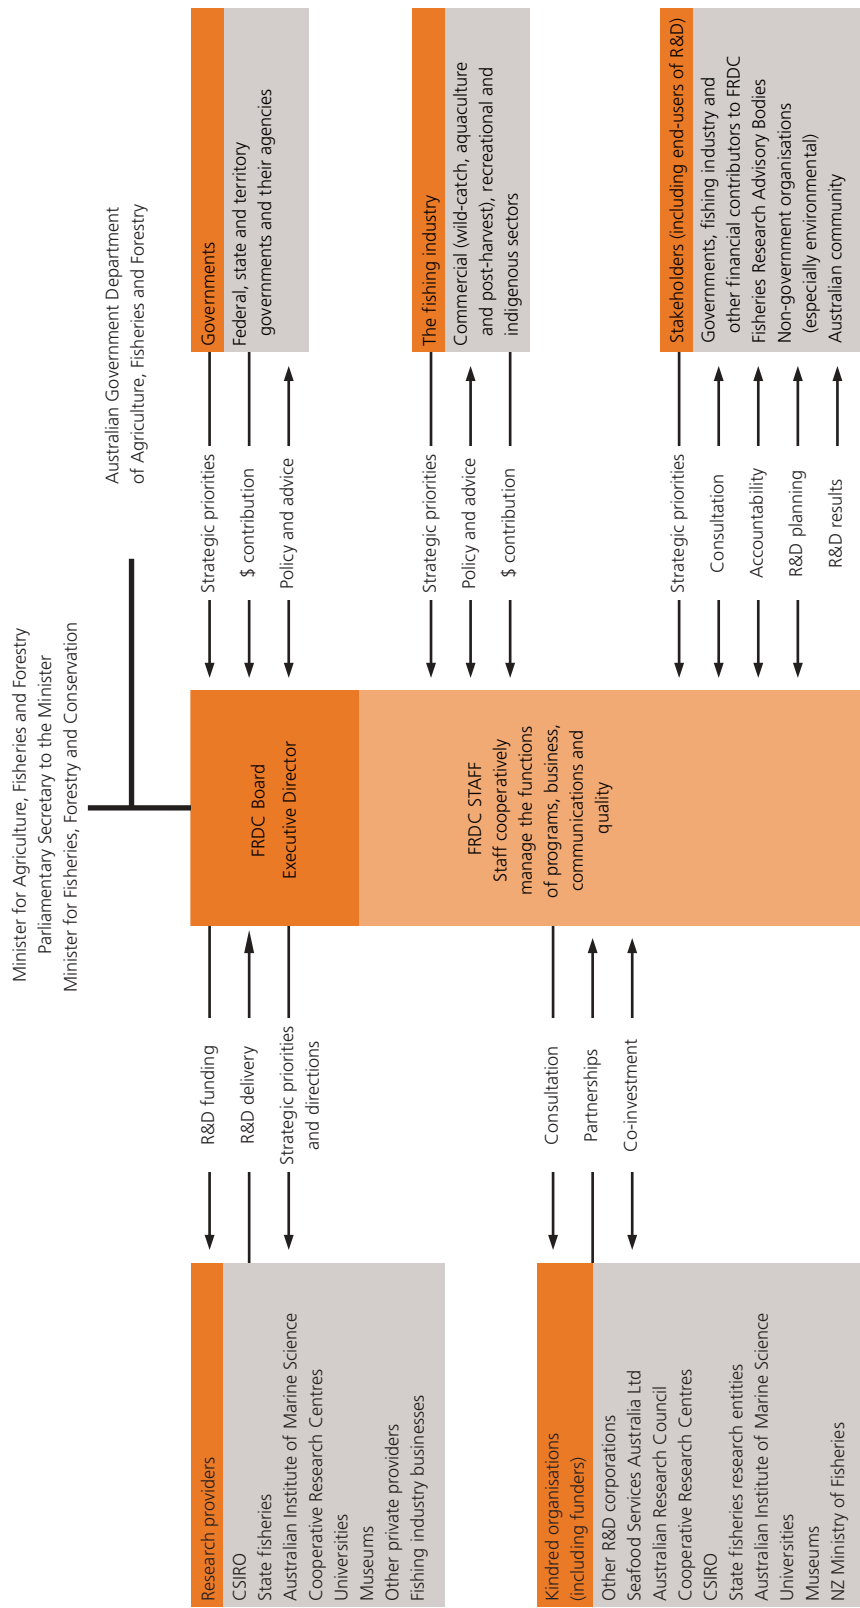 Minister for Agriculture, Fisheries and Forestry
Parliamentary Secretary to the Minister
Minister for Fisheries, Forestry and Conservation
Australian Government Department
of Agriculture, Fisheries and Forestry
Research providers
CSIRO
State fisheries
Australian Institute of Marine Science
Cooperative Research Centres
Universities
Museums
Other private providers
Fishing industry businesses
R&D funding
R&D delivery
Strategic priorities
and directions
Kindred organisations
(including funders)
Other R&D corporations
Seafood Services Australia Ltd
Australian Research Council
Cooperative Research Centres
CSIRO
State fisheries research entities
Australian Institute of Marine Science
Universities
Museums
NZ Ministry of Fisheries
Consultation
Partnerships
Co-investment
FRDC Board
Executive Director
FRDC STAFF
Staff cooperatively
manage the functions
of programs, business,
communications and
quality
Strategic priorities
$ contribution
Policy and advice
Governments
Federal, state and territory
governments and their agencies
Strategic priorities
Policy and advice
$ contribution
The fishing industry
Commercial (wild-catch, aquaculture
and post-harvest), recreational and
indigenous sectors
Strategic priorities
Consultation
Accountability
R&D planning
R&D results
Stakeholders (including end-users of R&D)
Governments, fishing industry and
other financial contributors to FRDC
Fisheries Research Advisory Bodies
Non-government organisations
(especially environmental)
Australian community